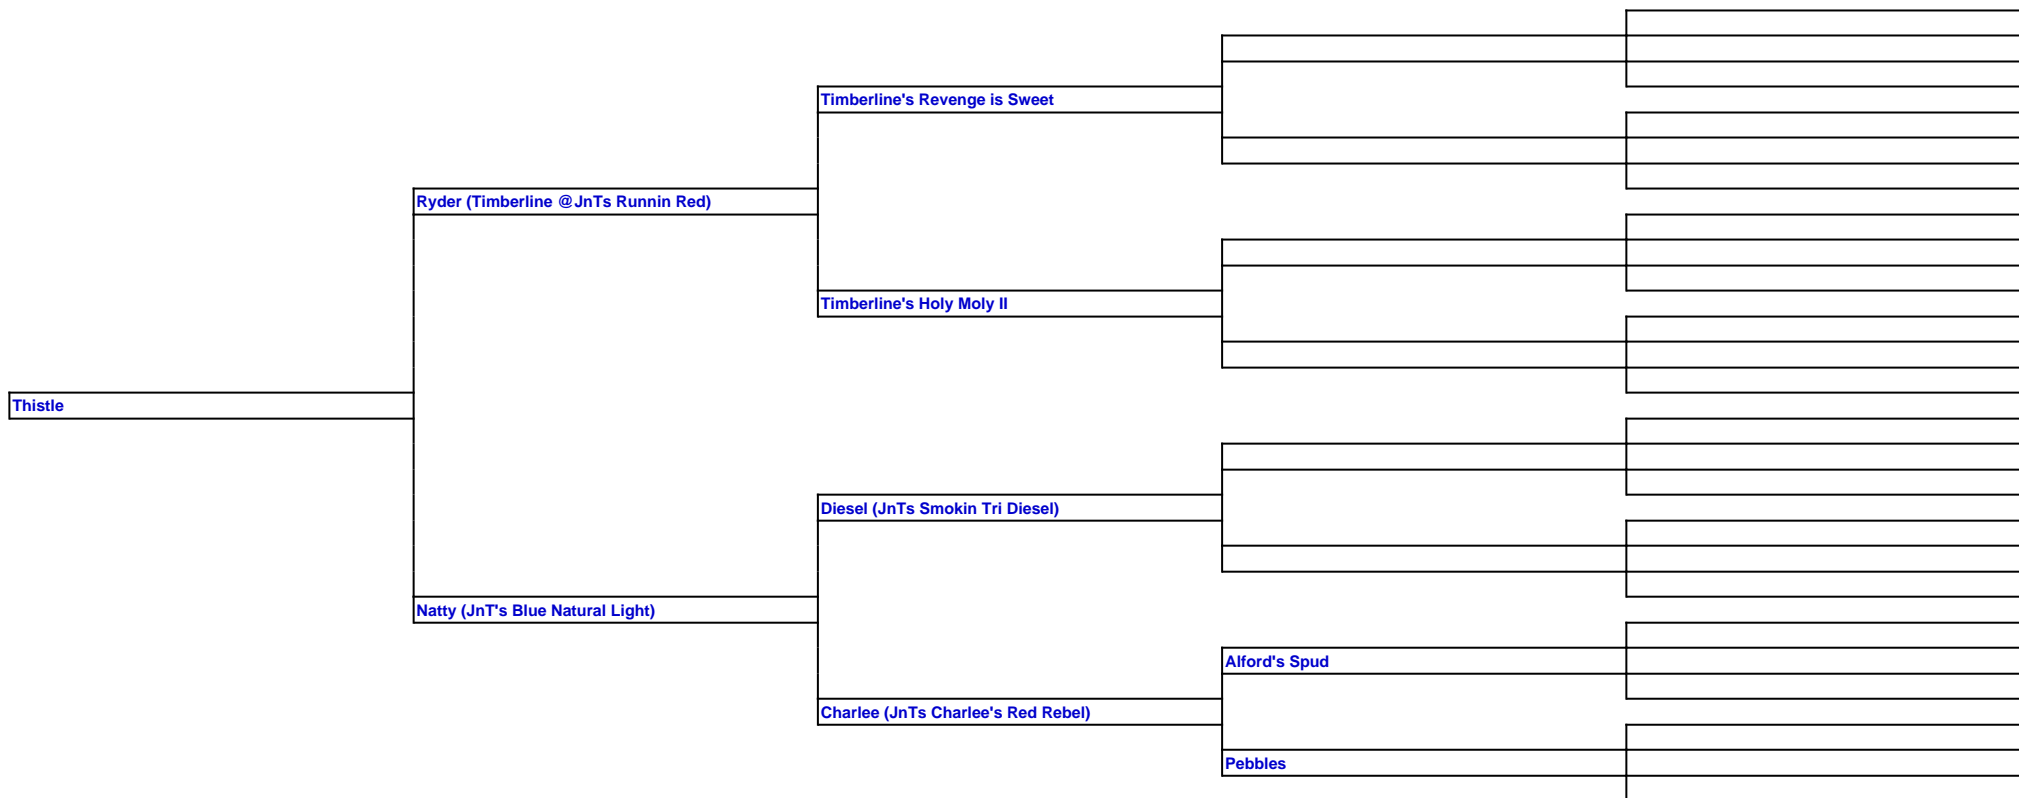 Timberline's Revenge is Sweet
Ryder (Timberline @JnTs Runnin Red)
Timberline's Holy Moly II
Thistle
Diesel (JnTs Smokin Tri Diesel)
Natty (JnT's Blue Natural Light)
Alford's Spud
Charlee (JnTs Charlee's Red Rebel)
Pebbles